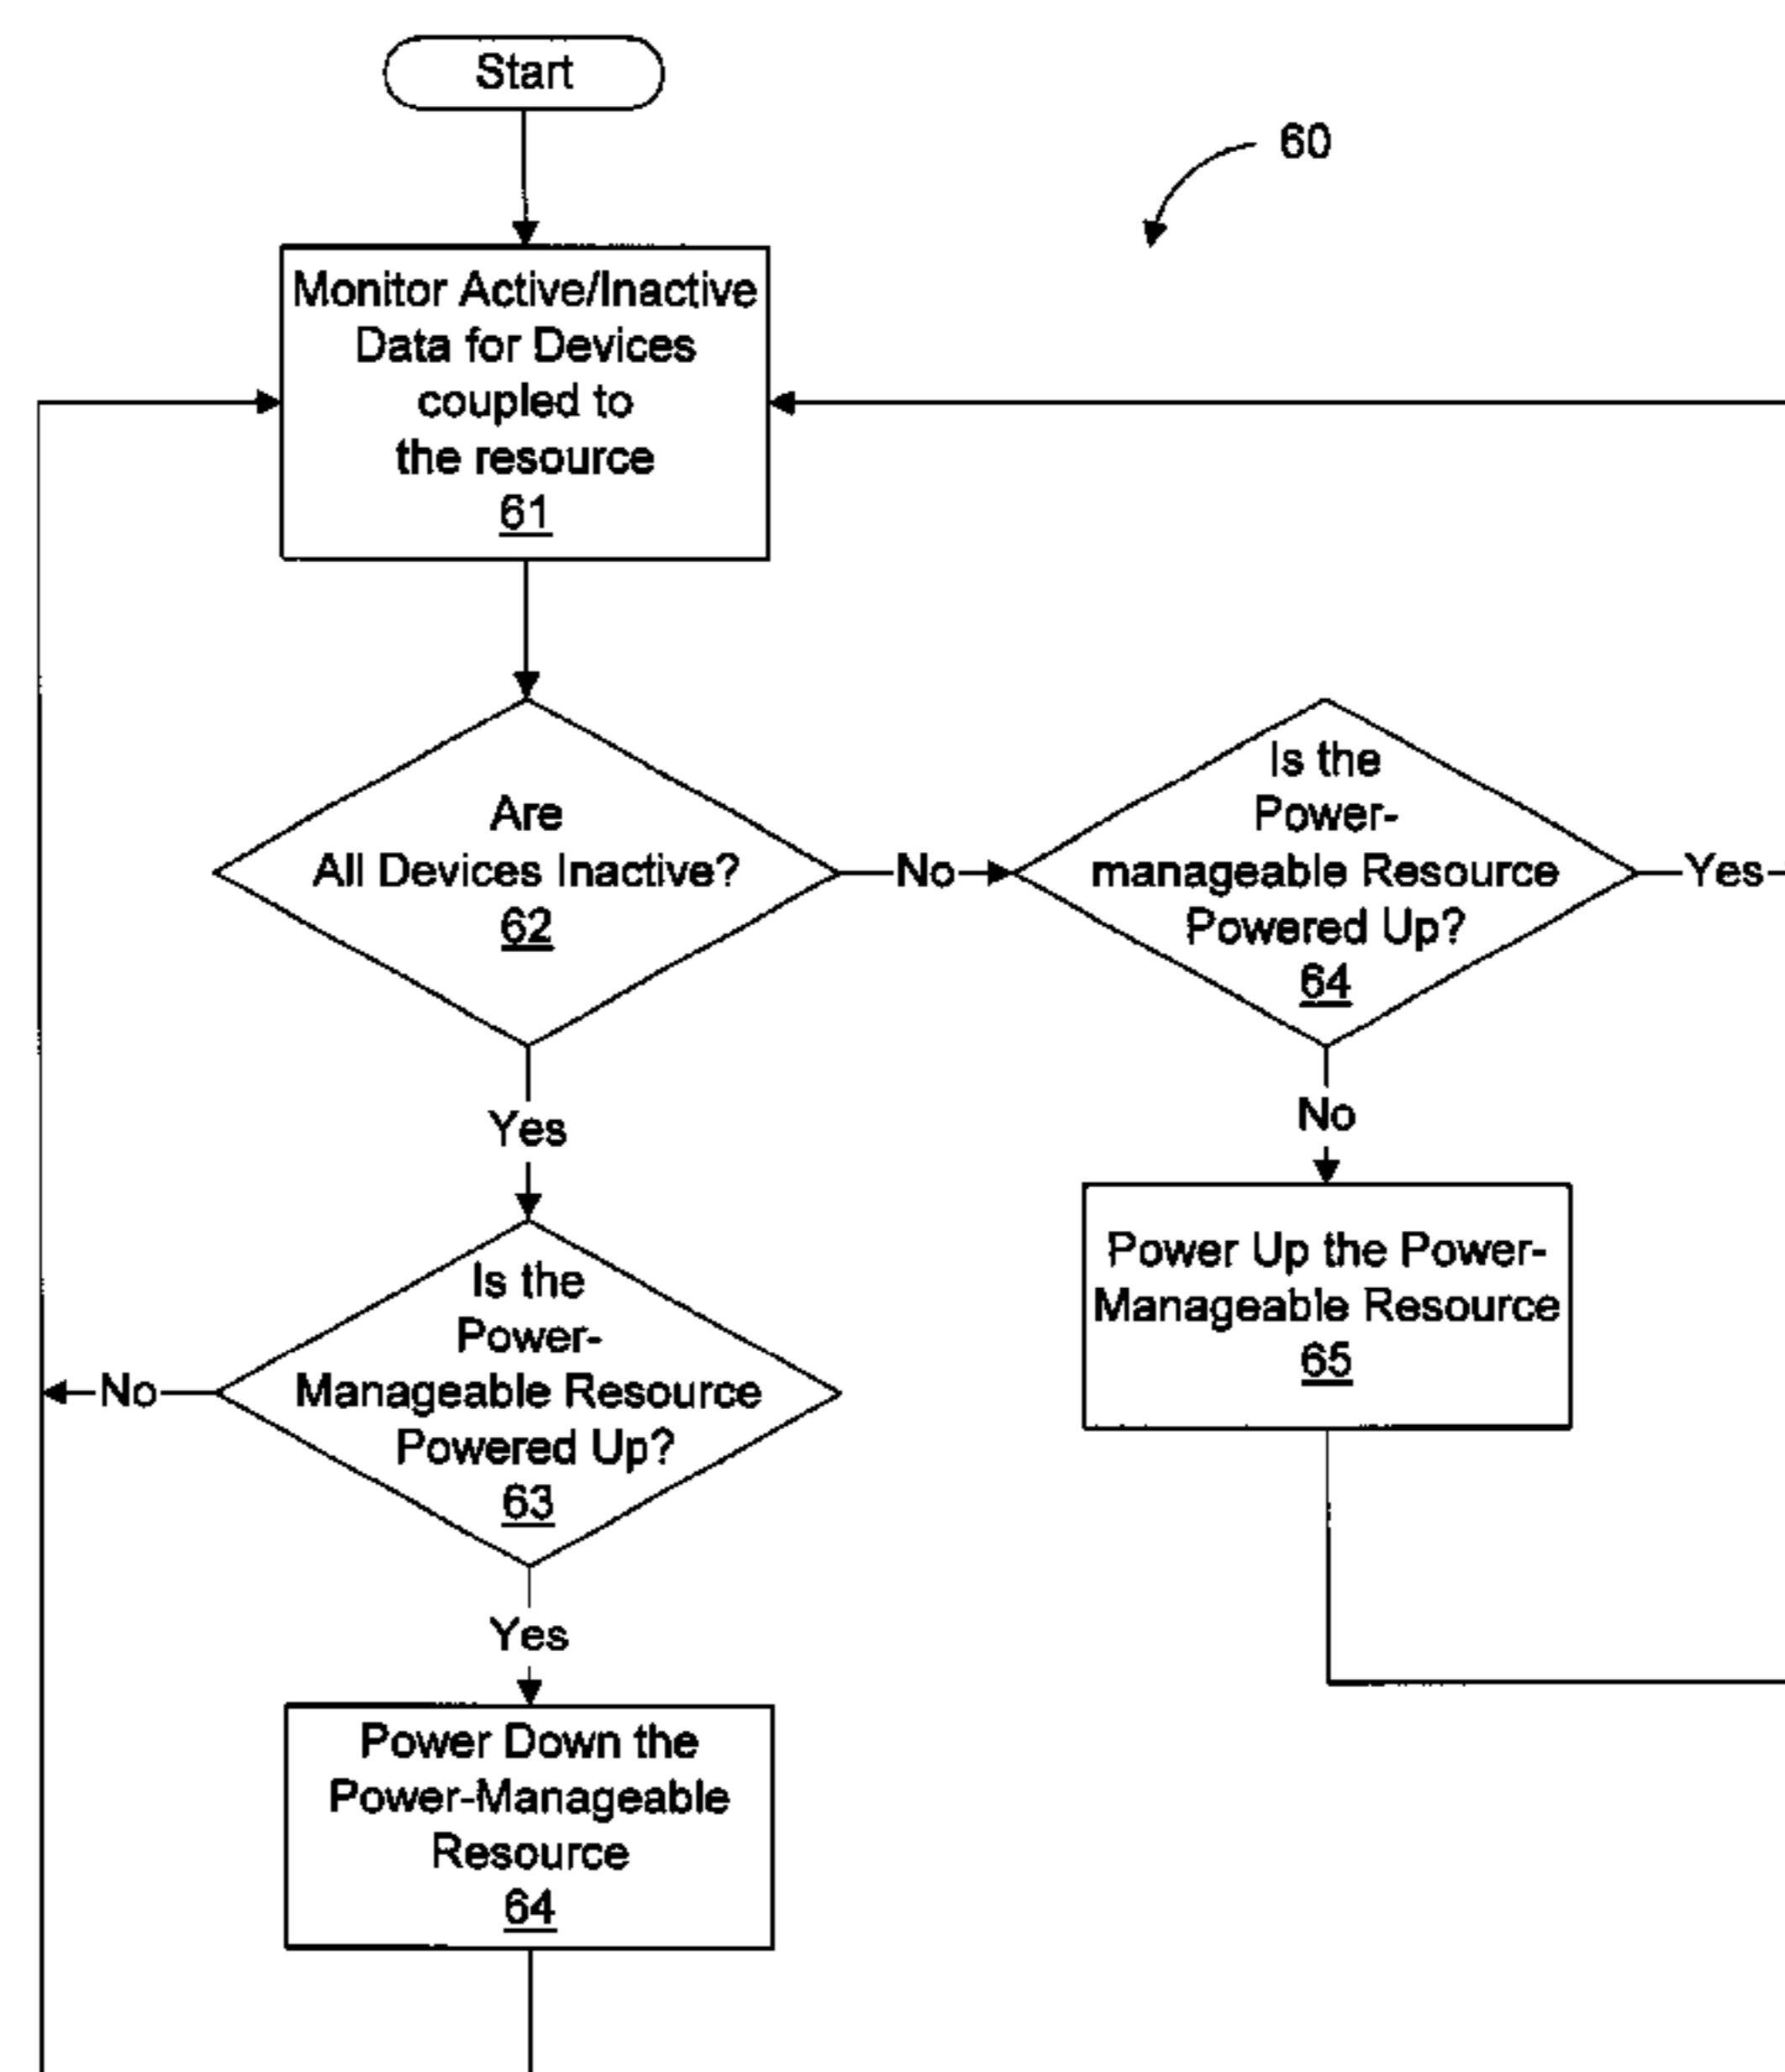 Start
60
Monitor Active/Inactive
Data for Devices
coupled to
the resource
61
Are
All Devices Inactive?
62
No
Is the
Power-
manageable Resource
Powered Up?
64
Yes
Yes
No
Is the
Power-
Manageable Resource
Powered Up?
63
No
Power Up the Power-
Manageable Resource
65
Yes
Power Down the
Power-Manageable
Resource
64